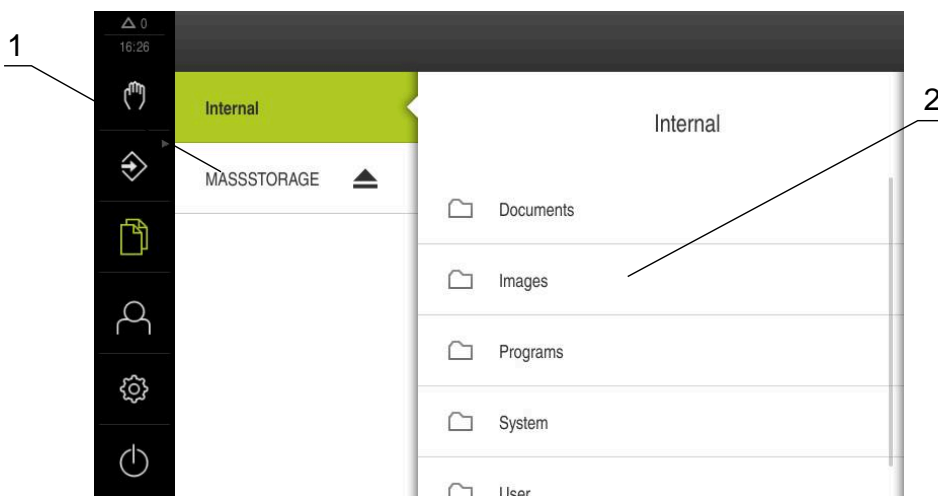 1
0
16:26
Internal
MASSSTORAGE
Internal
2
Documents
Images
Programs
System
User